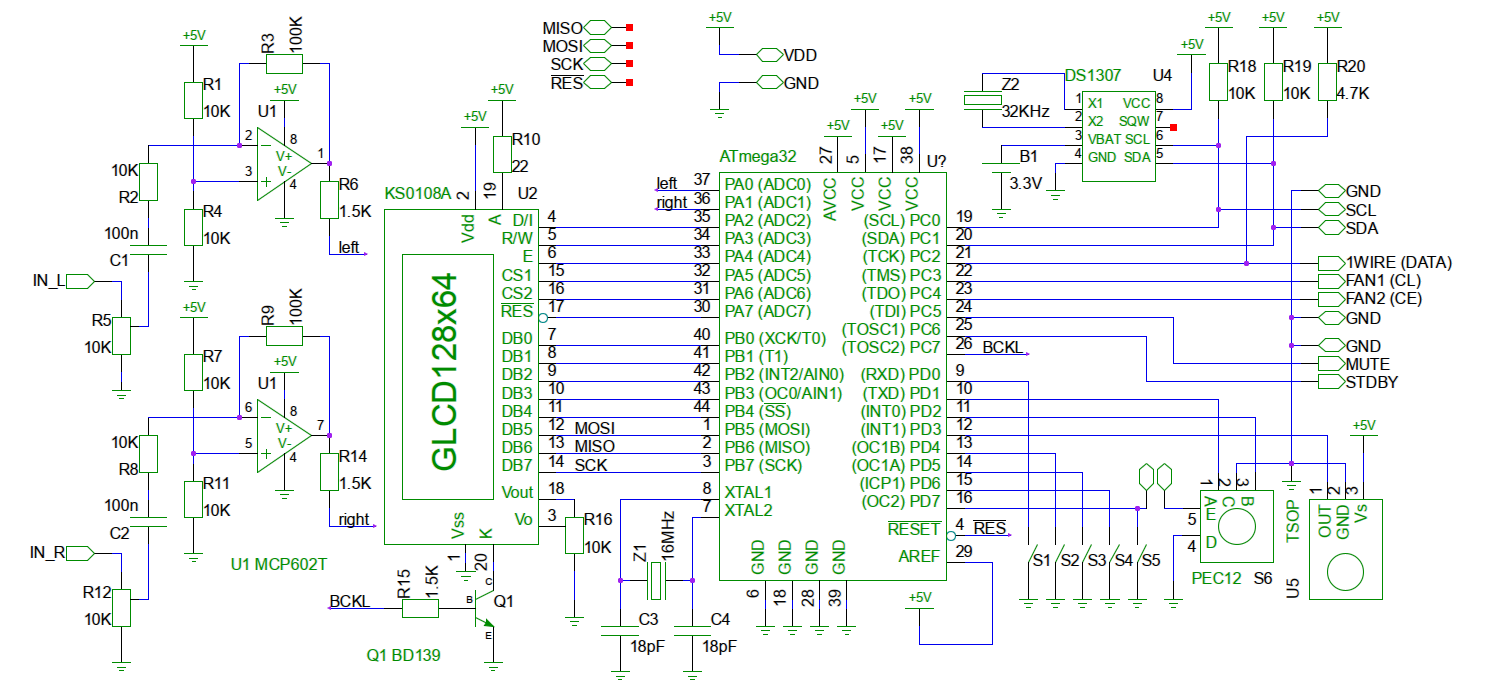 +5V
R1
10K
R3
100K
+5V
U1
10K
R2
2
3
8
V+
V-
4
1
R4
10K
R6
1.5K
left
100n
C1
IN_L
R5
10K
+5V
R9
100K
R7
10K
+5V
U1
10K
R8
6
5
8
V+
V-
4
7
R11
10K
R14
1.5K
right
100n
C2
IN_R
R12
10K
U1 MCP602T
MISO
MOSI
SCK
RES
+5V
VDD
GND
+5V
+5V
R10
22
KS0108A
2
19
U2
Vdd
A
GLCD128x64
D/I 4
R/W 5
E 6
CS1 15
CS2 16
RES 17
DB0 7
DB1 8
DB2 9
DB3 10
DB4 11
DB5 12 MOSI
DB6 13 MISO
DB7 14 SCK
Vout 18
Vo 3
Vss
K
1
20
R16
10K
BCKL
R15
1.5K
C
B
E
Q1
Q1 BD139
Z1
16MHz
C3
18pF
C4
18pF
ATmega32
+5V
+5V
+5V
+5V
27
5
17
38
U?
AVCC
VCC
VCC
VCC
left 37 PA0 (ADC0)
right 36 PA1 (ADC1)
35 PA2 (ADC2)
34 PA3 (ADC3)
33 PA4 (ADC4)
32 PA5 (ADC5)
31 PA6 (ADC6)
30 PA7 (ADC7)
40 PB0 (XCK/T0)
41 PB1 (T1)
42 PB2 (INT2/AIN0)
43 PB3 (OC0/AIN1)
44 PB4 (SS)
1 PB5 (MOSI)
2 PB6 (MISO)
3 PB7 (SCK)
8 XTAL1
7 XTAL2
(SCL) PC0 19
(SDA) PC1 20
(TCK) PC2 21
(TMS) PC3 22
(TDO) PC4 23
(TDI) PC5 24
(TOSC1) PC6 25
(TOSC2) PC7 26 BCKL
(RXD) PD0 9
(TXD) PD1 10
(INT0) PD2 11
(INT1) PD3 12
(OC1B) PD4 13
(OC1A) PD5 14
(ICP1) PD6 15
(OC2) PD7 16
RESET 4 RES
AREF 29
GND
GND
GND
GND
6
18
28
39
+5V
Z2
32KHz
DS1307
U4
+5V
1 X1 VCC 8
2 X2 SQW 7
3 VBAT SCL 6
4 GND SDA 5
B1
3.3V
+5V
+5V
+5V
R18
10K
R19
10K
R20
4.7K
GND
SCL
SDA
1WIRE (DATA)
FAN1 (CL)
FAN2 (CE)
GND
GND
MUTE
STDBY
S1
S2
S3
S4
S5
1
2
3
A
C
B
5
E
4
D
PEC12
S6
+5V
TSOP
1
2
3
OUT
GND
Vs
U5